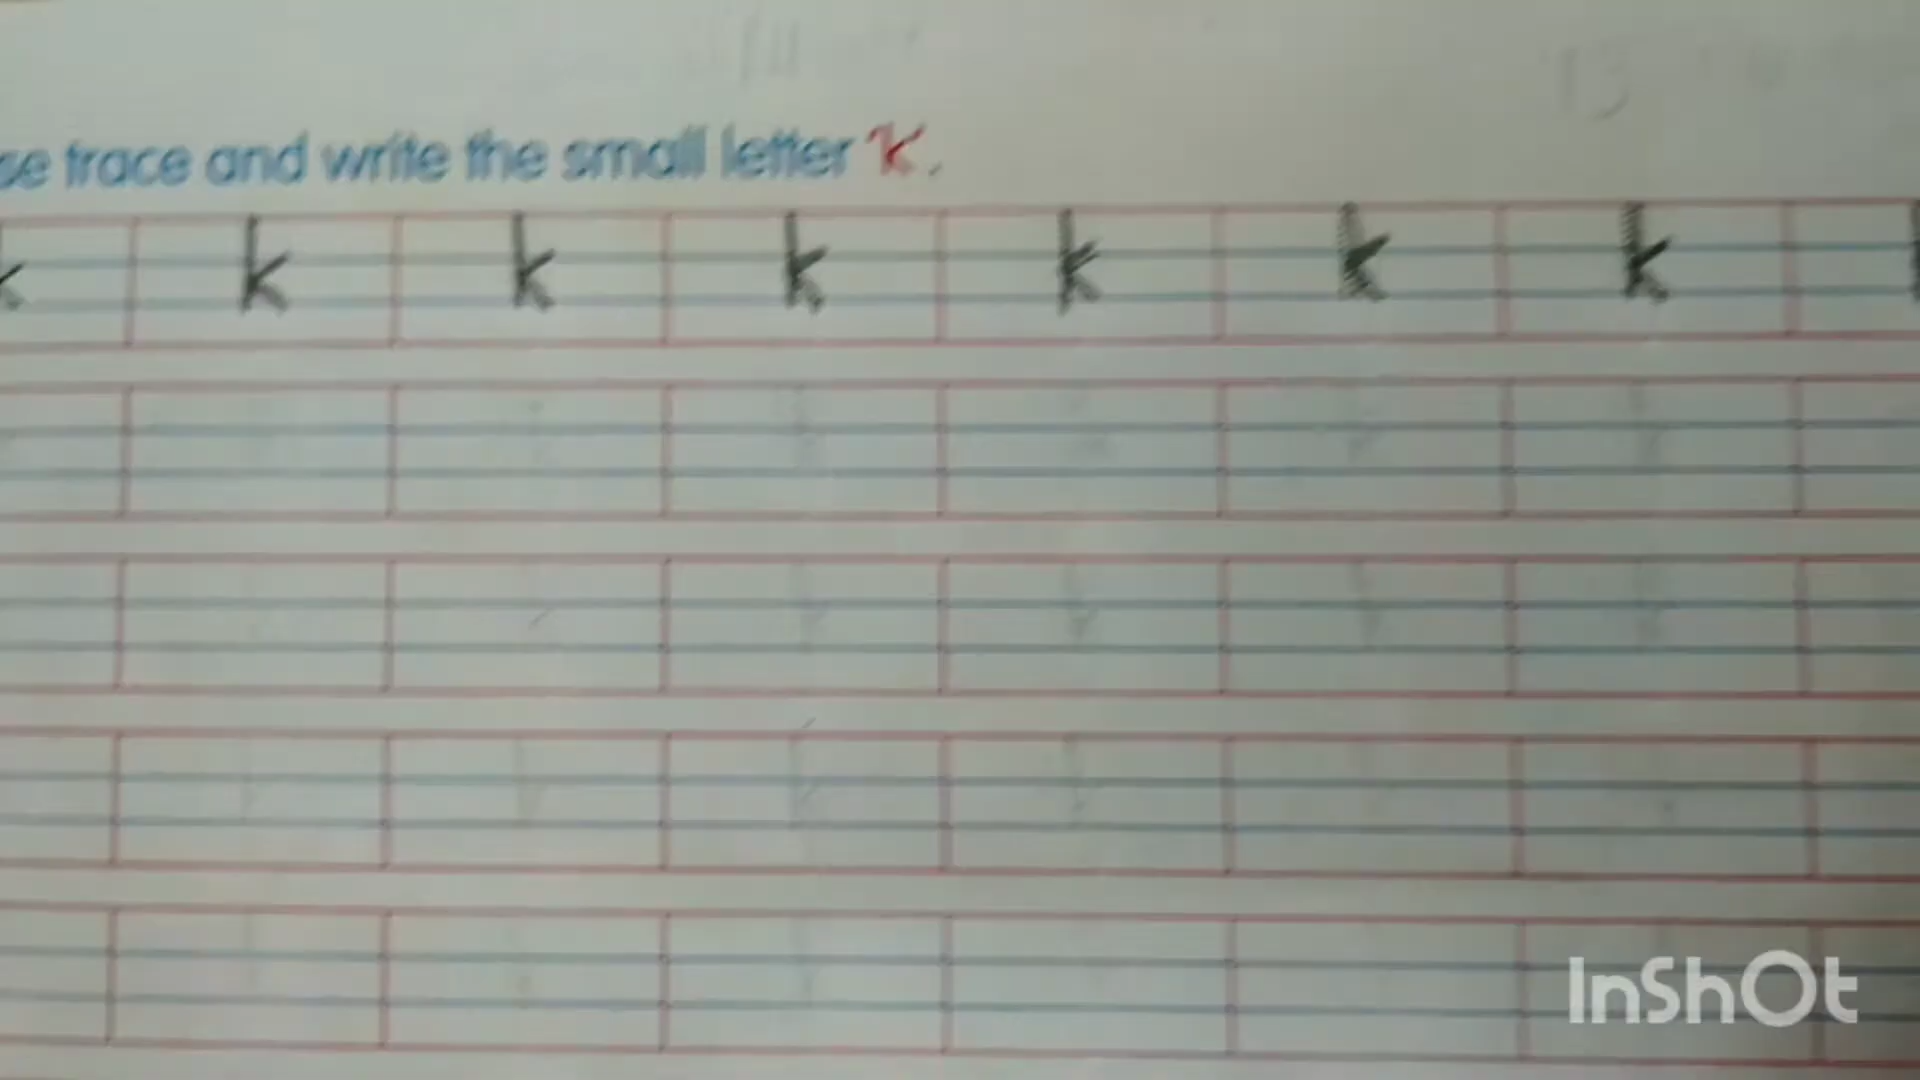 se trace and write the small letter k.
k k k k k k k
InShOt